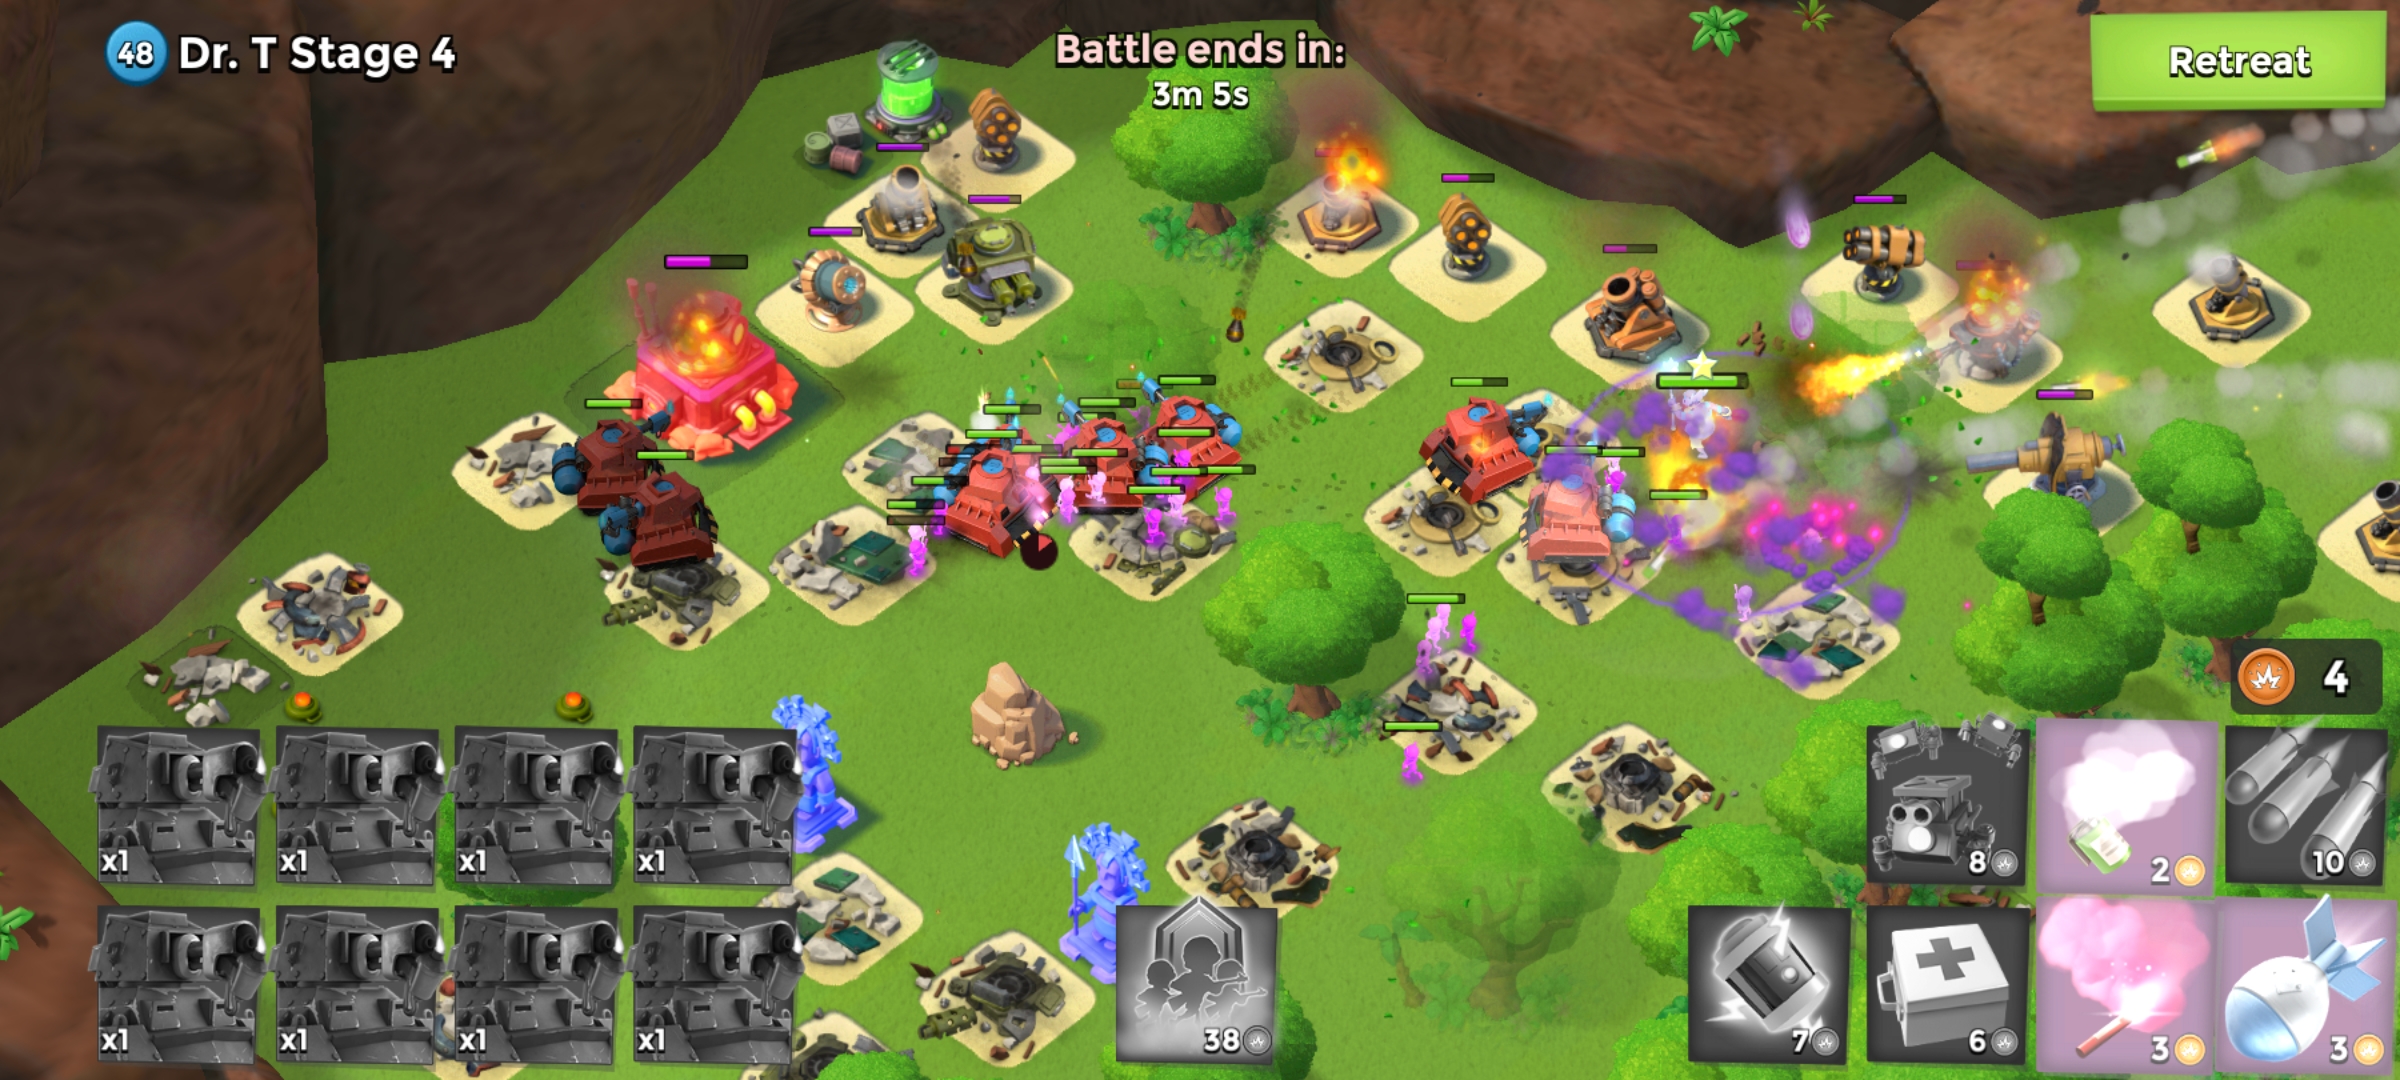 48 Dr. T Stage 4
Battle ends in:
3m 5s
Retreat
4
x1 x1 x1 x1
8 2 10
x1 x1 x1 x1
38 7 6 3 3